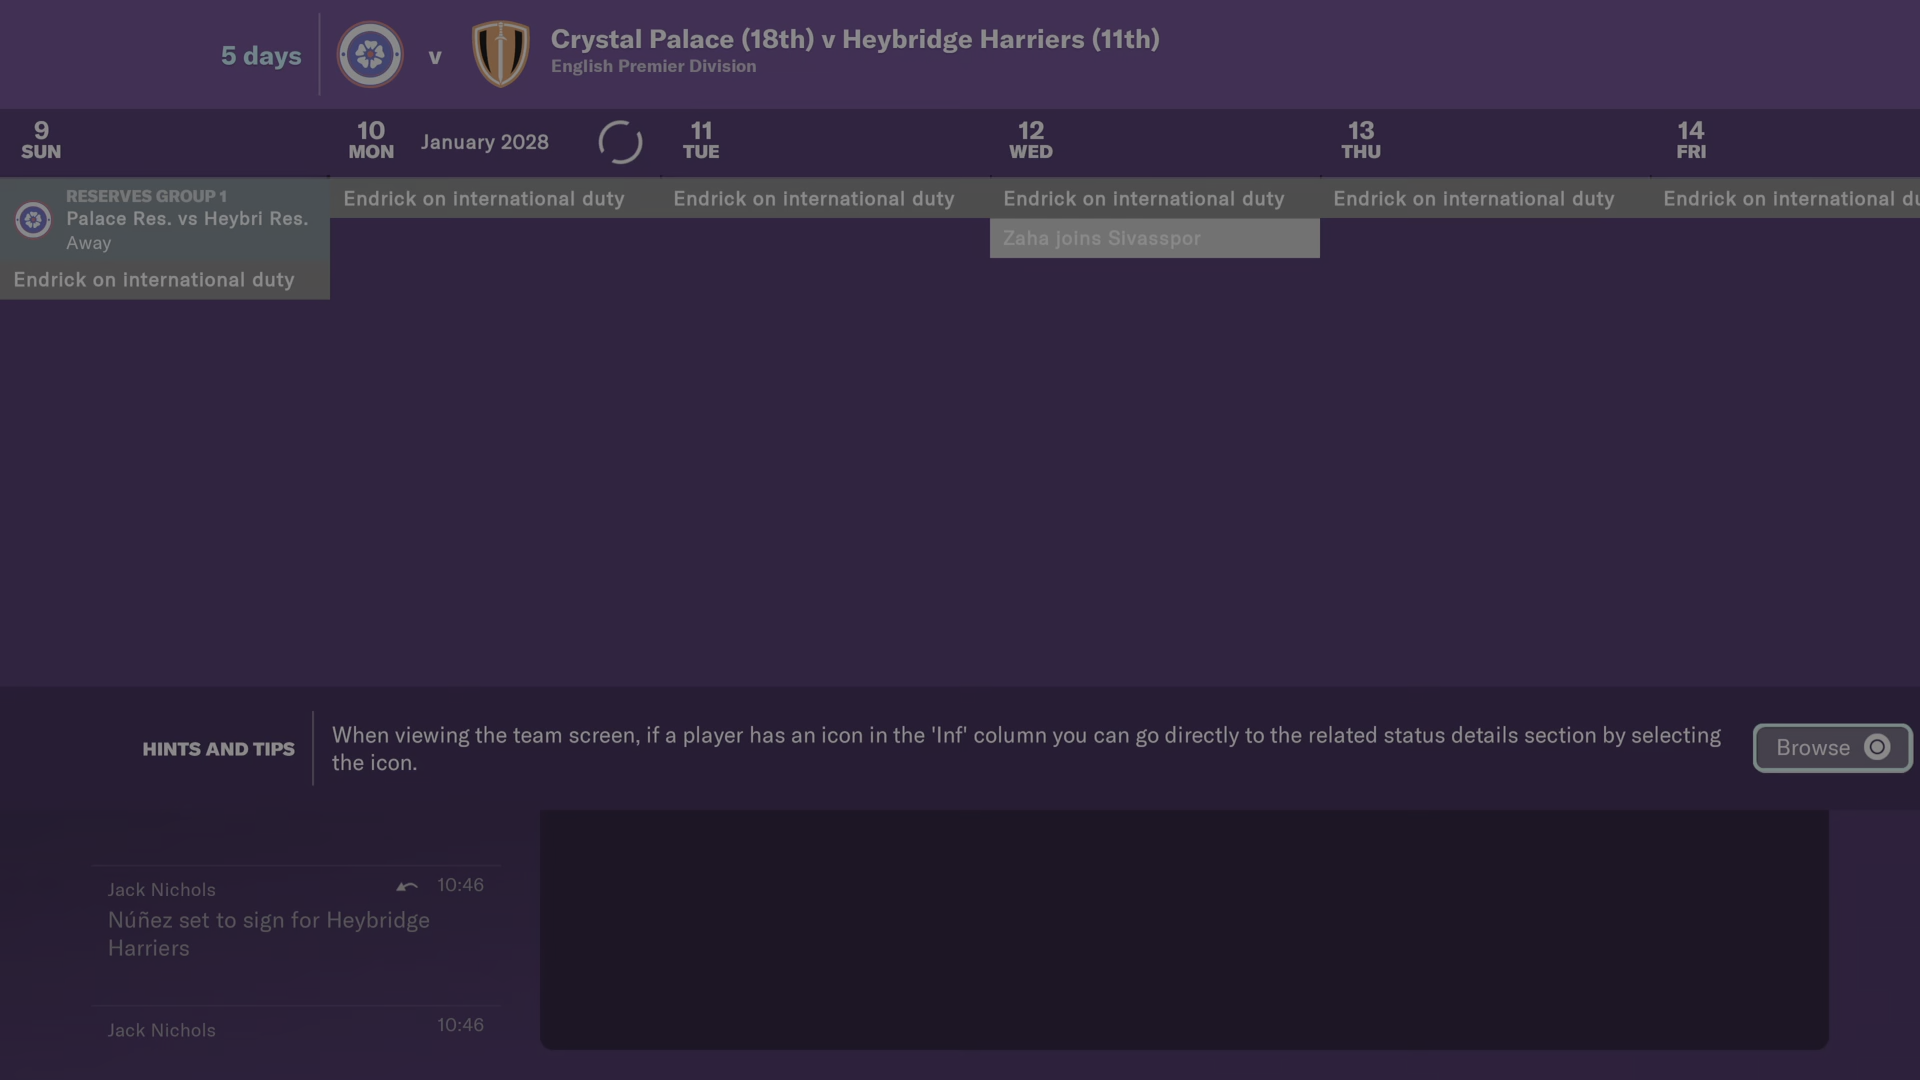 5 days
v
Crystal Palace (18th) v Heybridge Harriers (11th)
English Premier Division
9
SUN
10
MON
January 2028
11
TUE
12
WED
13
THU
14
FRI
RESERVES GROUP 1
Palace Res. vs Heybri Res.
Away
Endrick on international duty
Endrick on international duty
Endrick on international duty
Endrick on international duty
Zaha joins Sivasspor
Endrick on international duty
Endrick on international du
HINTS AND TIPS
When viewing the team screen, if a player has an icon in the 'Inf' column you can go directly to the related status details section by selecting
the icon.
Browse
Jack Nichols
10:46
Núñez set to sign for Heybridge
Harriers
Jack Nichols
10:46